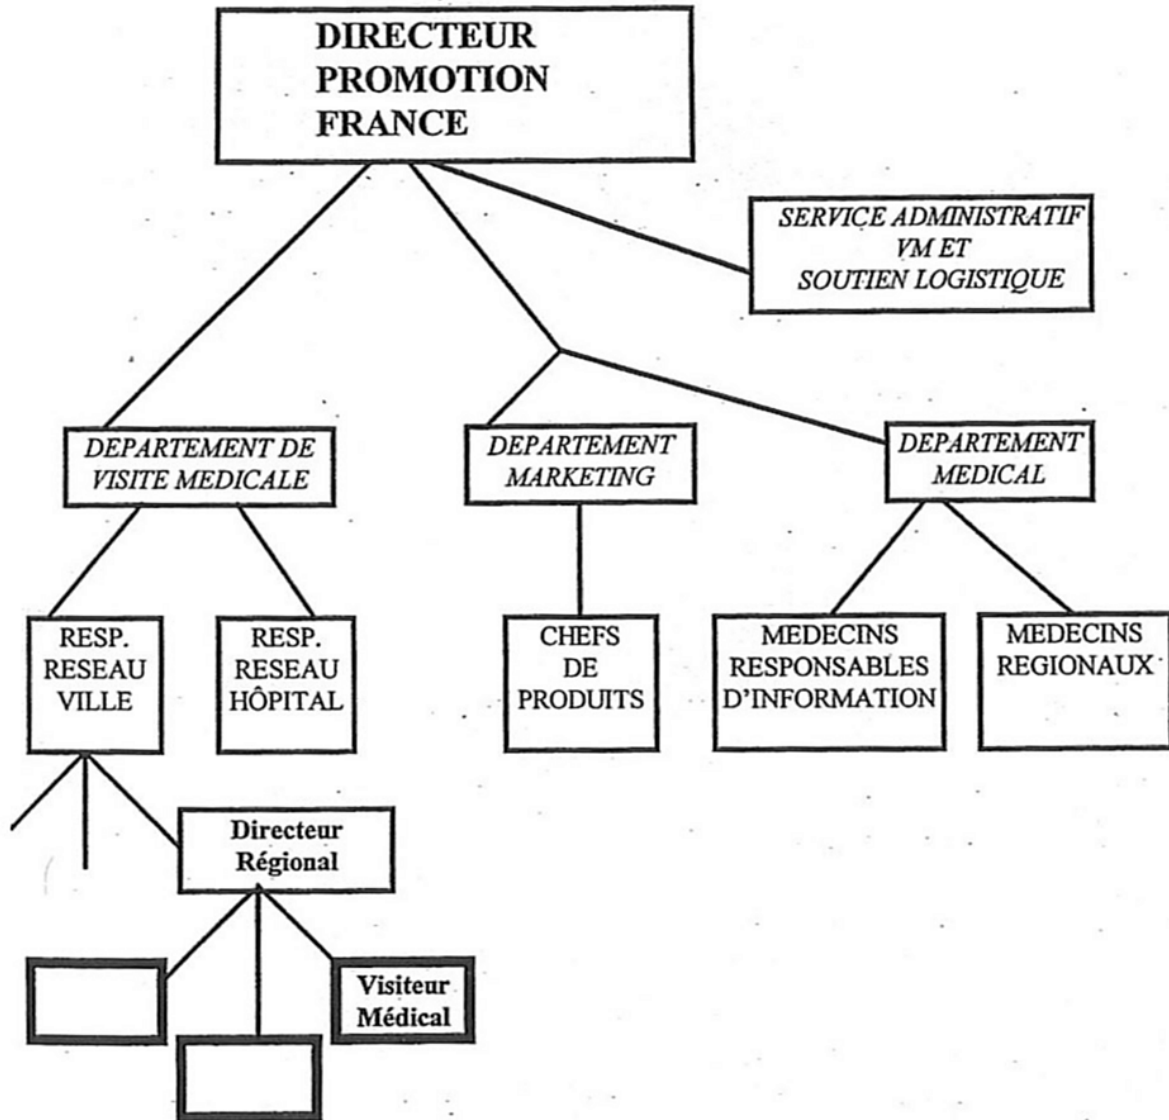 DIRECTEUR
PROMOTION
FRANCE
SERVICE ADMINISTRATIF
VM ET
SOUTIEN LOGISTIQUE
DEPARTEMENT DE
VISITE MEDICALE
DEPARTEMENT
MARKETING
DEPARTEMENT
MEDICAL
RESP.
RESEAU
VILLE
RESP.
RESEAU
HÔPITAL
CHEFS
DE
PRODUITS
MEDECINS
RESPONSABLES
D'INFORMATION
MEDECINS
REGIONAUX
Directeur
Régional
Visiteur
Médical